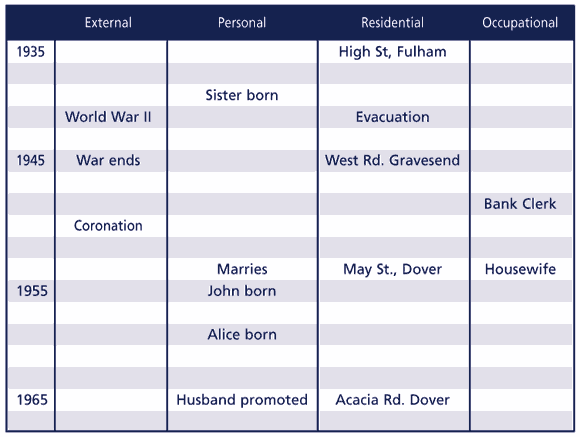 External Personal Residential Occupational
1935 High St, Fulham
Sister born
World War II Evacuation
1945 War ends West Rd. Gravesend
Bank Clerk
Coronation
Marries May St., Dover Housewife
1955 John born
Alice born
1965 Husband promoted Acacia Rd. Dover